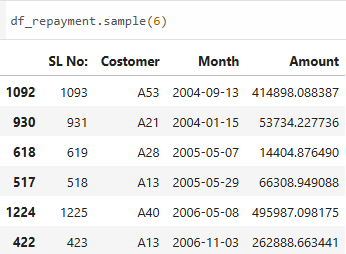 df_repayment.sample(6)
SL No: Customer Month Amount
1092 1093 A53 2004-09-13 414898.088387
930 931 A21 2004-01-15 53734.227736
618 619 A28 2005-05-07 14404.876490
517 518 A13 2005-05-29 66308.949088
1224 1225 A40 2006-05-08 495987.098175
422 423 A13 2006-11-03 262888.663441